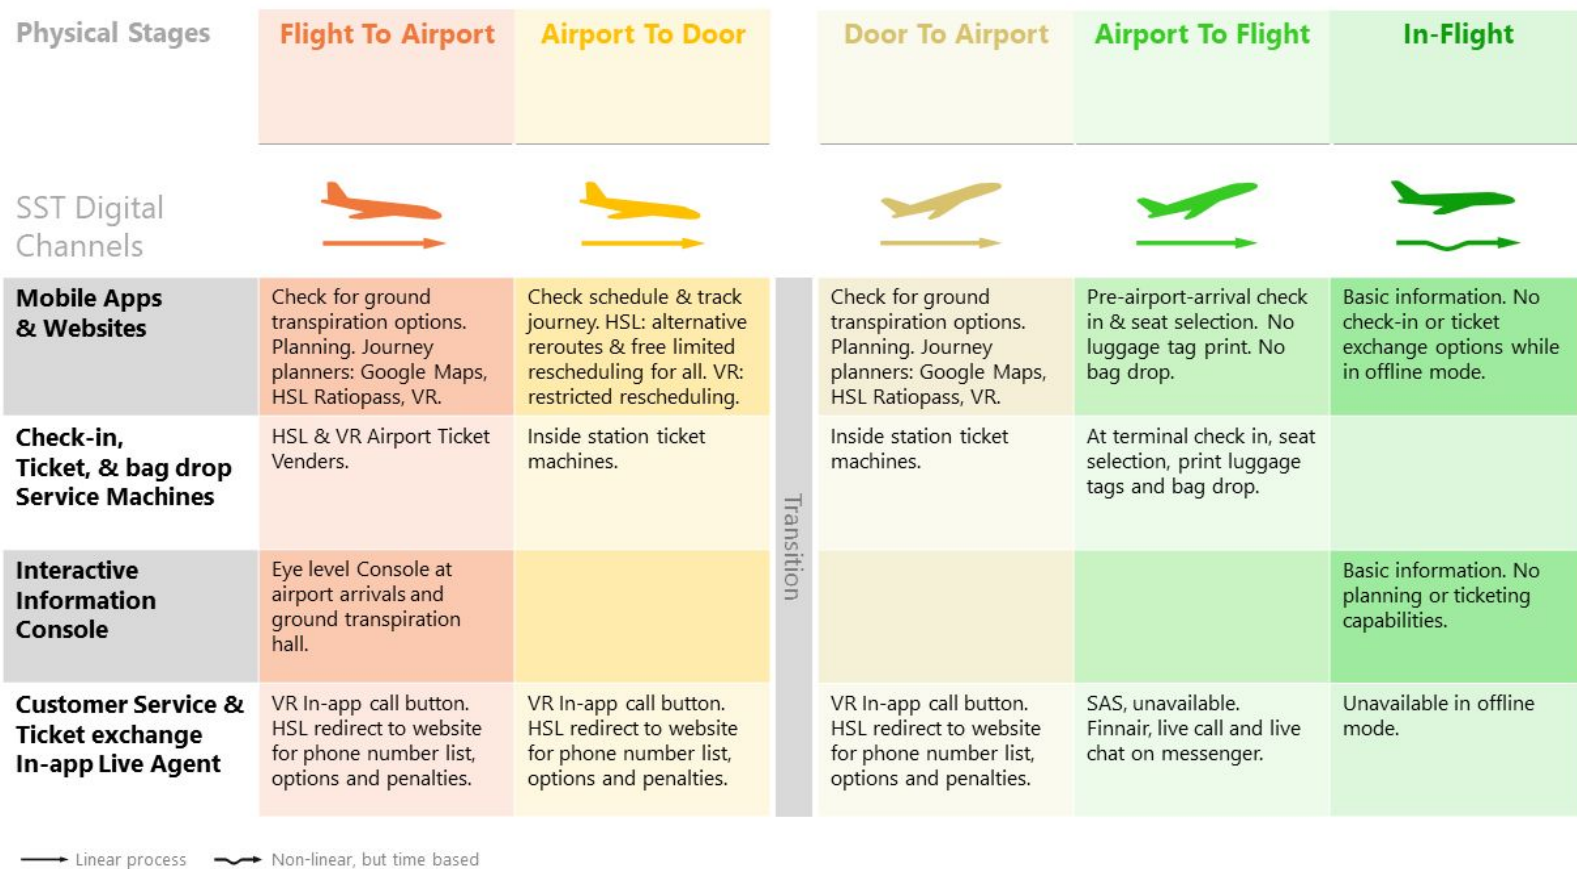 Physical Stages
Flight To Airport
Airport To Door
Door To Airport
Airport To Flight
In-Flight
SST Digital
Channels
Mobile Apps
& Websites
Check for ground
transpiration options.
Planning. Journey
planners: Google Maps,
HSL Ratiopass, VR.
Check schedule & track
journey. HSL: alternative
reroutes & free limited
rescheduling for all. VR:
restricted rescheduling.
Check for ground
transpiration options.
Planning. Journey
planners: Google Maps,
HSL Ratiopass, VR.
Pre-airport-arrival check
in & seat selection. No
luggage tag print. No
bag drop.
Basic information. No
check-in or ticket
exchange options while
in offline mode.
Check-in,
Ticket, & bag drop
Service Machines
HSL & VR Airport Ticket
Venders.
Inside station ticket
machines.
Inside station ticket
machines.
At terminal check in, seat
selection, print luggage
tags and bag drop.
Transition
Interactive
Information
Console
Eye level Console at
airport arrivals and
ground transpiration
hall.
Basic information. No
planning or ticketing
capabilities.
Customer Service &
Ticket exchange
In-app Live Agent
VR In-app call button.
HSL redirect to website
for phone number list,
options and penalties.
VR In-app call button.
HSL redirect to website
for phone number list,
options and penalties.
VR In-app call button.
HSL redirect to website
for phone number list,
options and penalties.
SAS, unavailable.
Finnair, live call and live
chat on messenger.
Unavailable in offline
mode.
Linear process
Non-linear, but time based